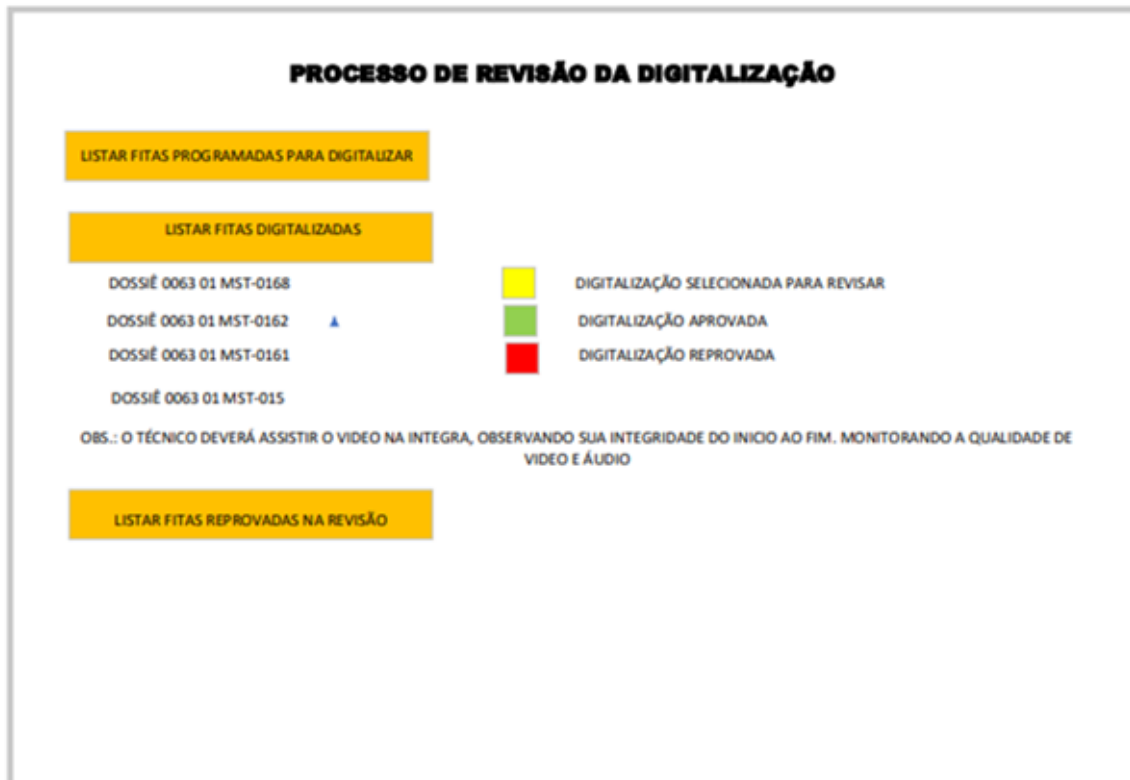 PROCESSO DE REVISÃO DA DIGITALIZAÇÃO
LISTAR FITAS PROGRAMADAS PARA DIGITALIZAR
LISTAR FITAS DIGITALIZADAS
DOSSIÊ 0063 01 MST-0168
DIGITALIZAÇÃO SELECIONADA PARA REVISAR
DOSSIÊ 0063 01 MST-0162
DIGITALIZAÇÃO APROVADA
DOSSIÊ 0063 01 MST-0161
DIGITALIZAÇÃO REPROVADA
DOSSIÊ 0063 01 MST-015
OBS.: O TÉCNICO DEVERÁ ASSISTIR O VIDEO NA INTEGRA, OBSERVANDO SUA INTEGRIDADE DO INICIO AO FIM. MONITORANDO A QUALIDADE DE
VIDEO E ÁUDIO
LISTAR FITAS REPROVADAS NA REVISÃO